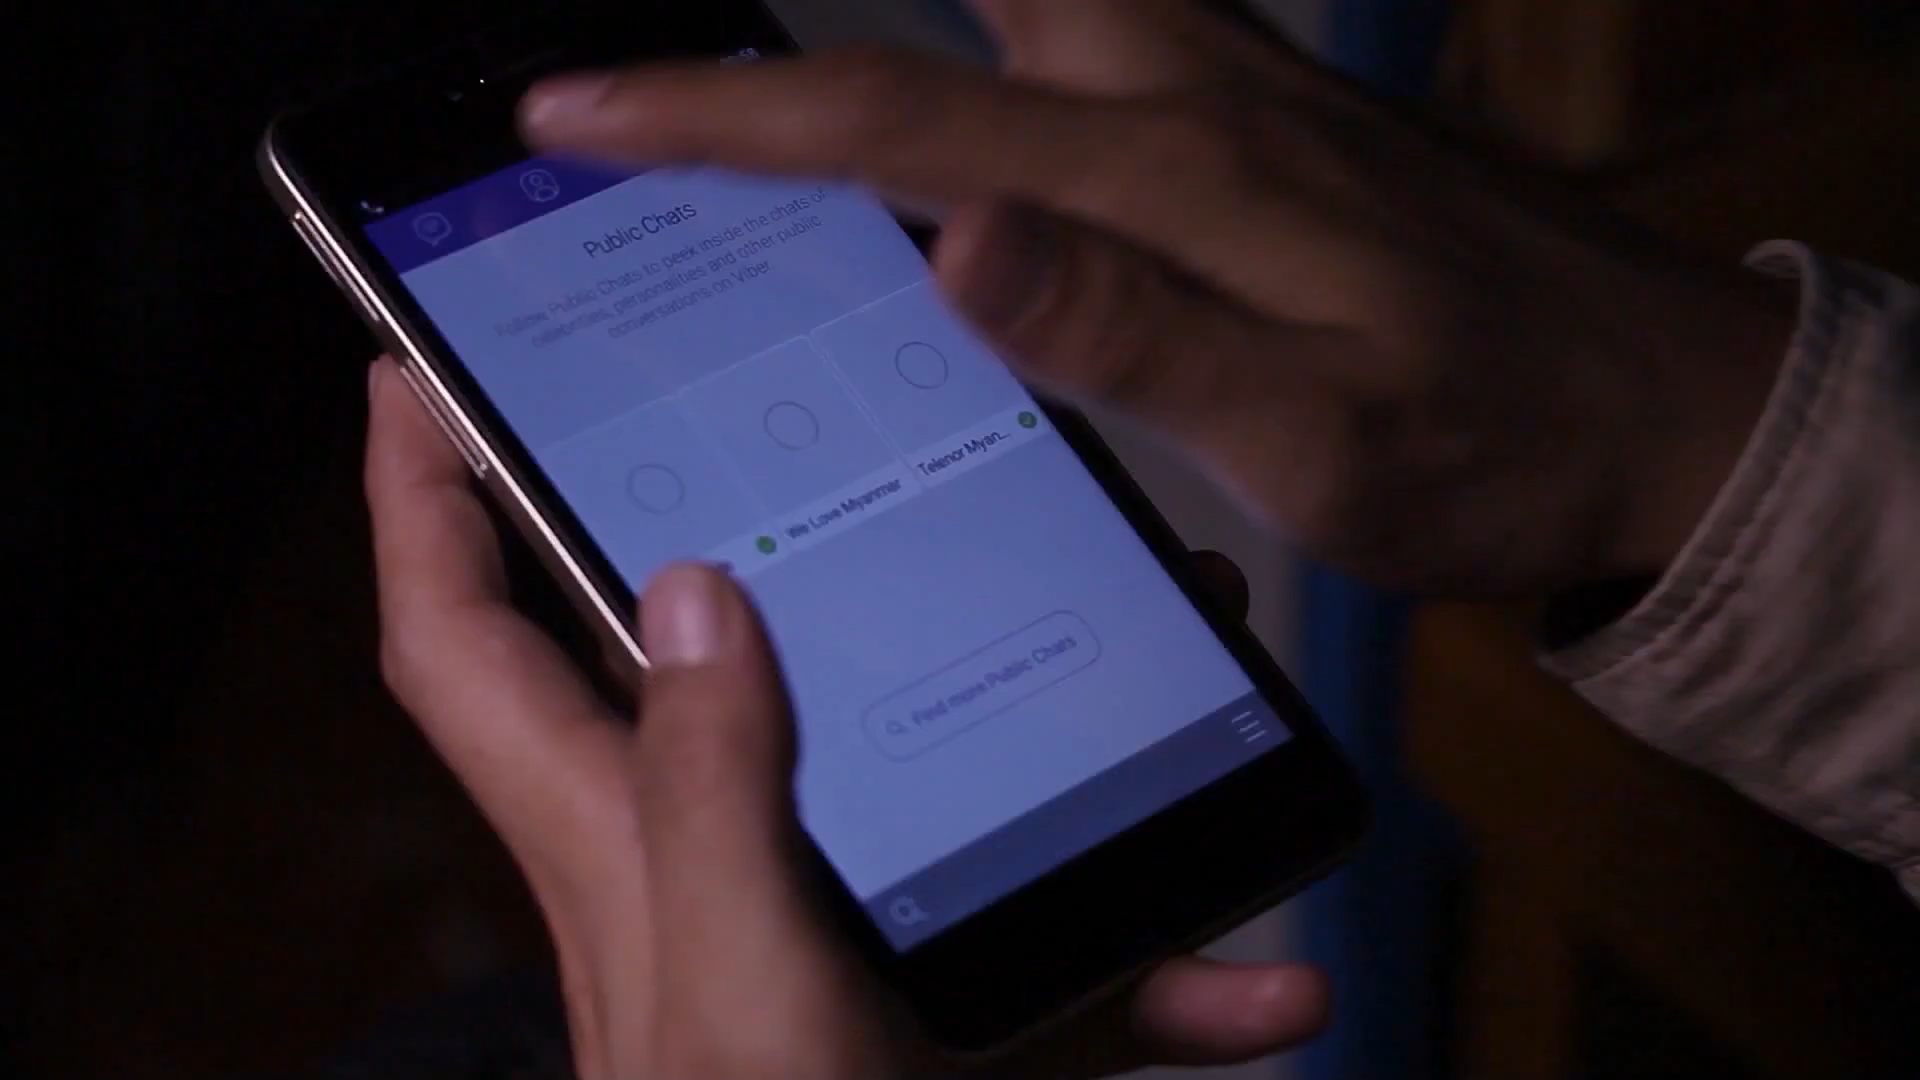 Public Chats
Follow Public Chats to peek inside the chats of
celebrities, personalities and other public
conversations on Viber
We Love Myanmar
Telenor Myan...
Find more Public Chats